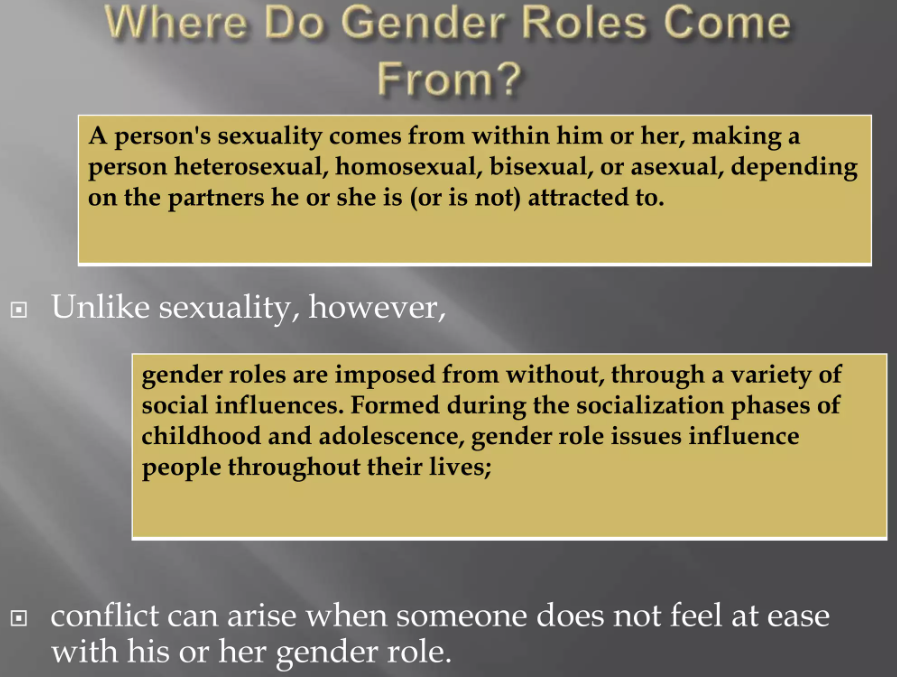 Where Do Gender Roles Come
From?
A person's sexuality comes from within him or her, making a
person heterosexual, homosexual, bisexual, or asexual, depending
on the partners he or she is (or is not) attracted to.
Unlike sexuality, however,
gender roles are imposed from without, through a variety of
social influences. Formed during the socialization phases of
childhood and adolescence, gender role issues influence
people throughout their lives;
conflict can arise when someone does not feel at ease
with his or her gender role.